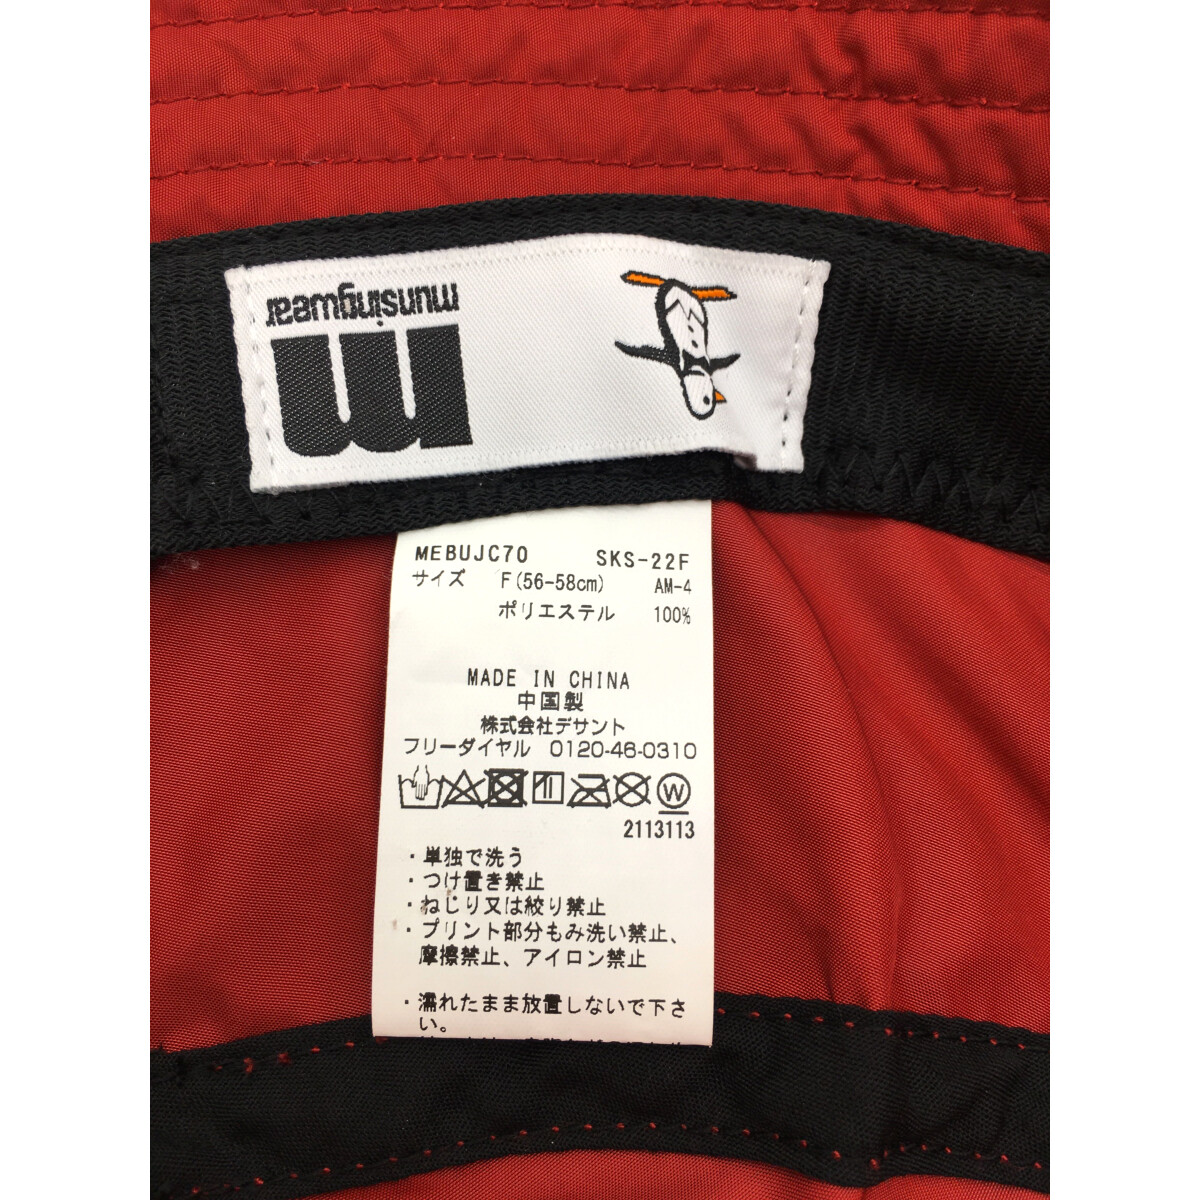 munsingwear
MEBUJC70 SKS-22F
サイズ F(56-58cm) AM-4
ポリエステル 100%
MADE IN CHINA
中国製
株式会社デサント
フリーダイヤル 0120-46-0310
W
2113113
・単独で洗う
・つけ置き禁止
・ねじり又は絞り禁止
・プリント部分もみ洗い禁止、
摩擦禁止、アイロン禁止
・濡れたまま放置しないで下さ
い。